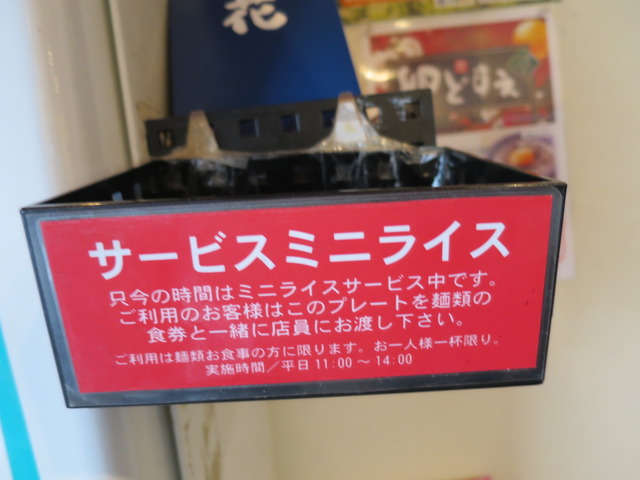 花
サービスミニライス
只今の時間はミニライスサービス中です。
ご利用のお客様はこのプレートを麺類の
食券と一緒に店員にお渡し下さい。
ご利用は麺類お食事の方に限ります。お一人様一杯限り。
実施時間／平日 11:00～14:00